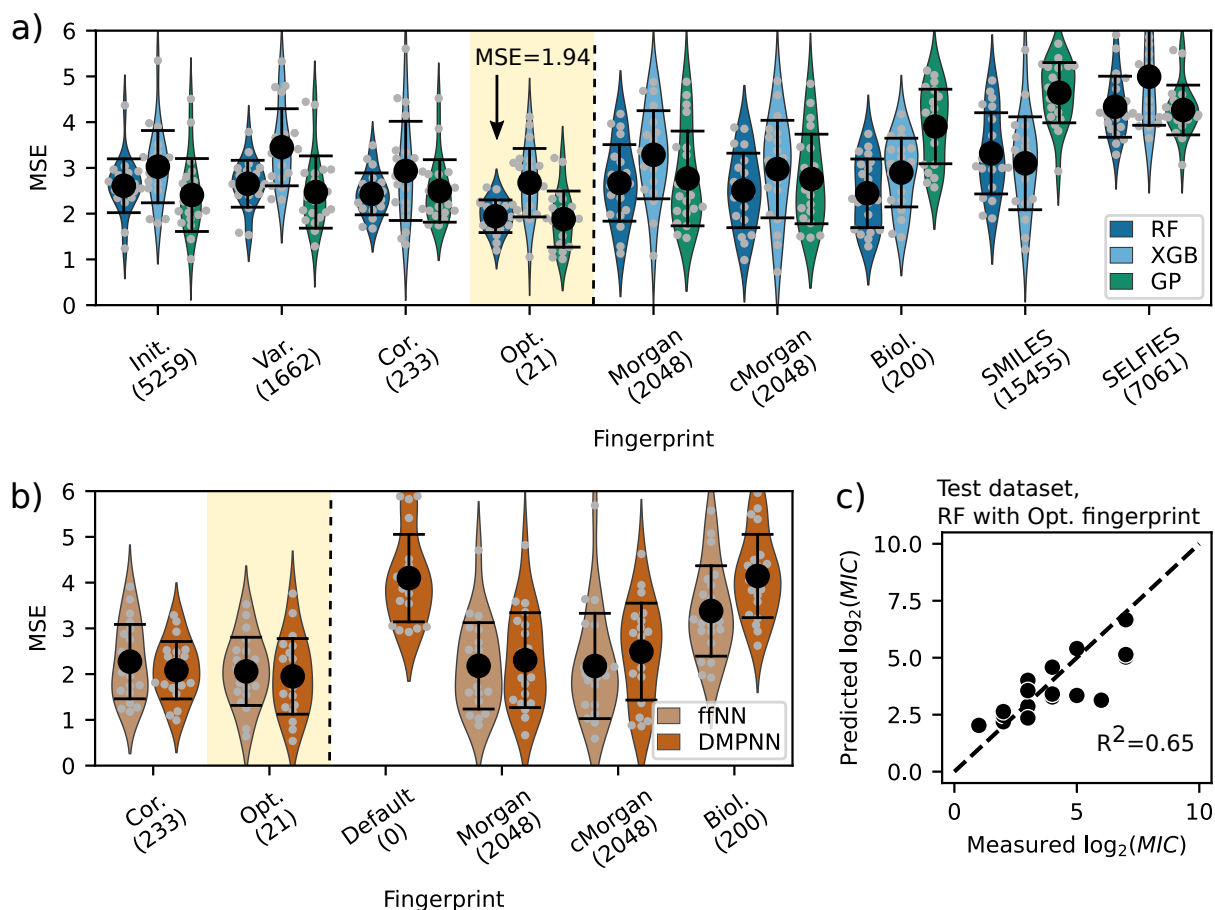 a)
6
5
4
3
2
1
0
MSE
MSE=1.94
RF
XGB
GP
Init.
(5259)
Var.
(1662)
Cor.
(233)
Opt.
(21)
Morgan
(2048)
cMorgan
(2048)
Biol.
(200)
SMILES
(15455)
SELFIES
(7061)
Fingerprint
b)
6
5
4
3
2
1
0
MSE
ffNN
DMPNN
Cor.
(233)
Opt.
(21)
Default
(0)
Morgan
(2048)
cMorgan
(2048)
Biol.
(200)
Fingerprint
c)
Test dataset,
RF with Opt. fingerprint
10.0
7.5
5.0
2.5
0.0
Predicted log₂(MIC)
R²=0.65
0 5 10
Measured log₂(MIC)